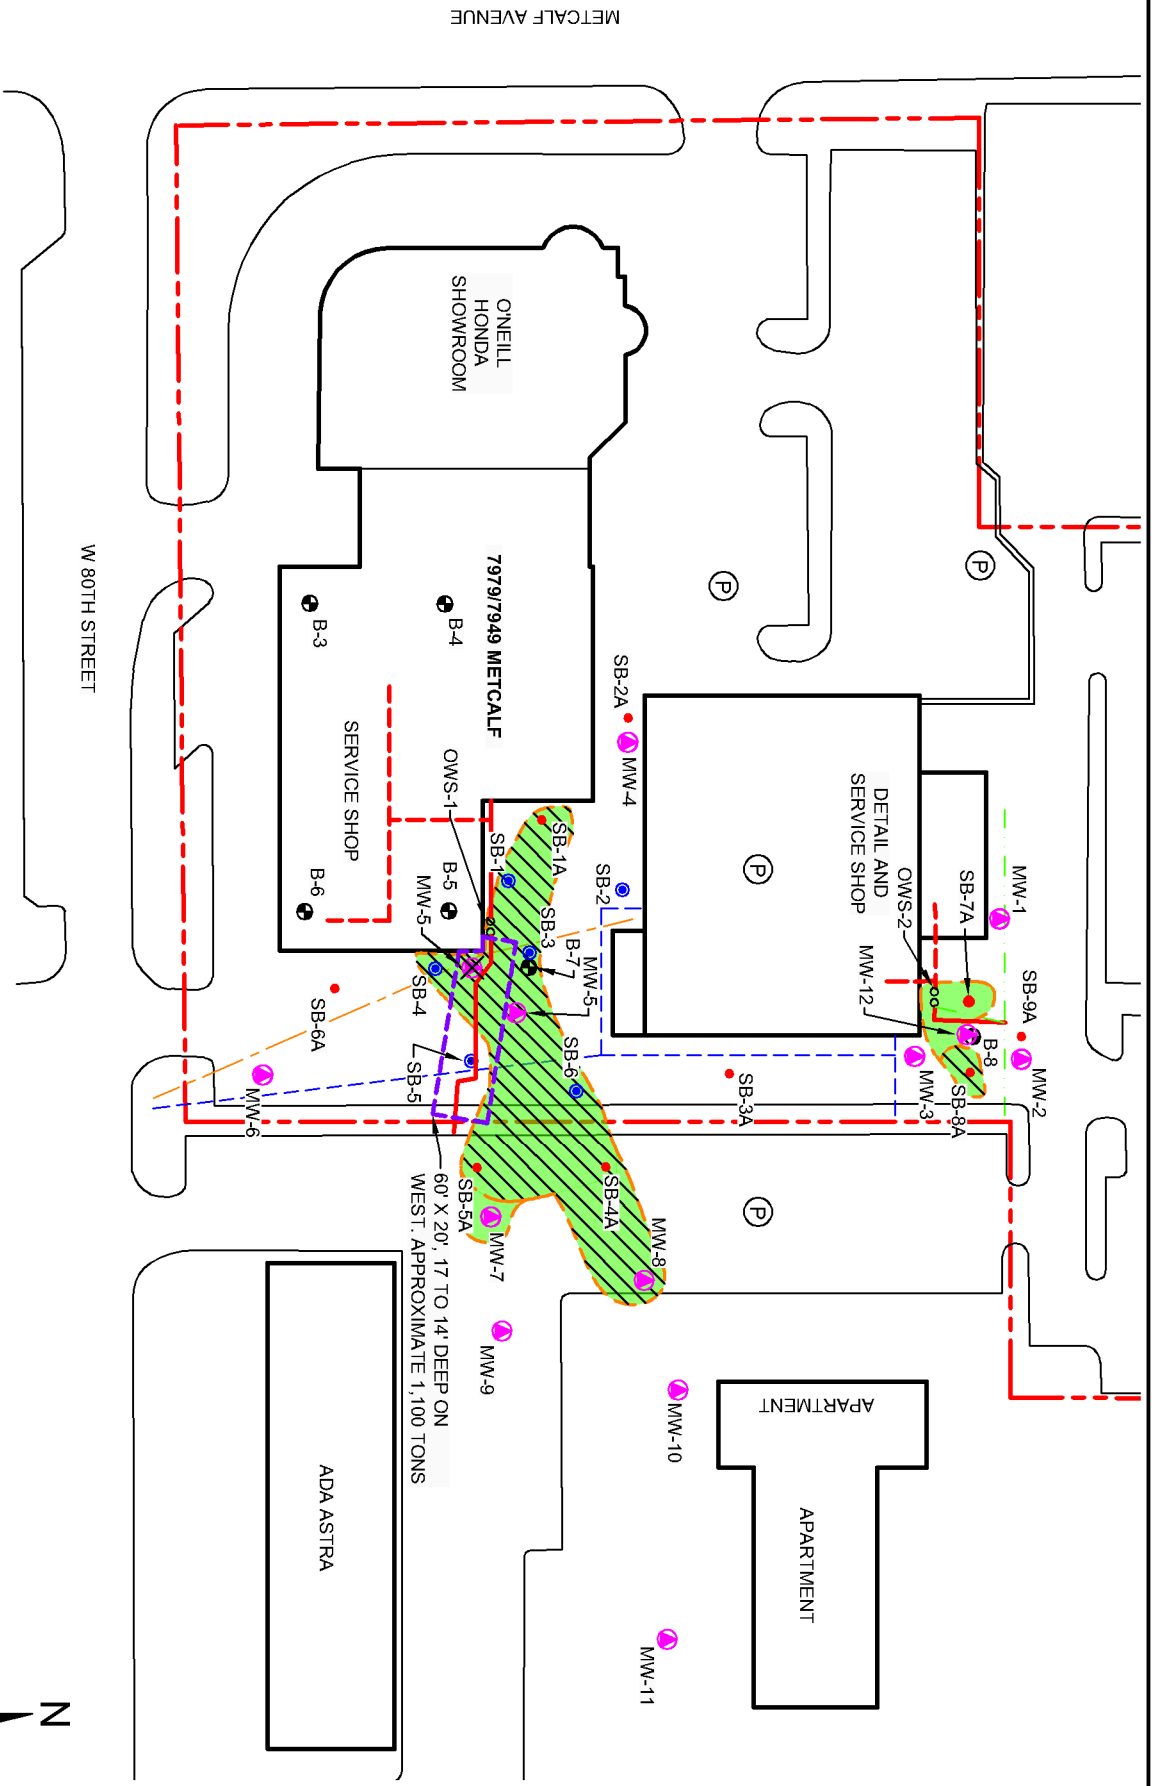 METCALF AVENUE
W 80TH STREET
O'NEILL
HONDA
SHOWROOM
7979/7949 METCALF
SERVICE SHOP
B-3
B-4
B-5
B-6
OWS-1
MW-5
SB-1
SB-1A
SB-2
SB-2A
MW-4
SB-3
B-7
MW-5
SB-4
SB-5
SB-6
SB-6A
MW-6
DETAIL AND
SERVICE SHOP
OWS-2
SB-7A
MW-12
MW-1
SB-9A
B-8
MW-2
MW-3
SB-8A
SB-3A
P
P
P
P
SB-4A
SB-5A
MW-7
MW-8
MW-9
MW-10
MW-11
60' X 20', 17 TO 14' DEEP ON
WEST. APPROXIMATE 1,100 TONS
APARTMENT
APARTMENT
ADA ASTRA
N